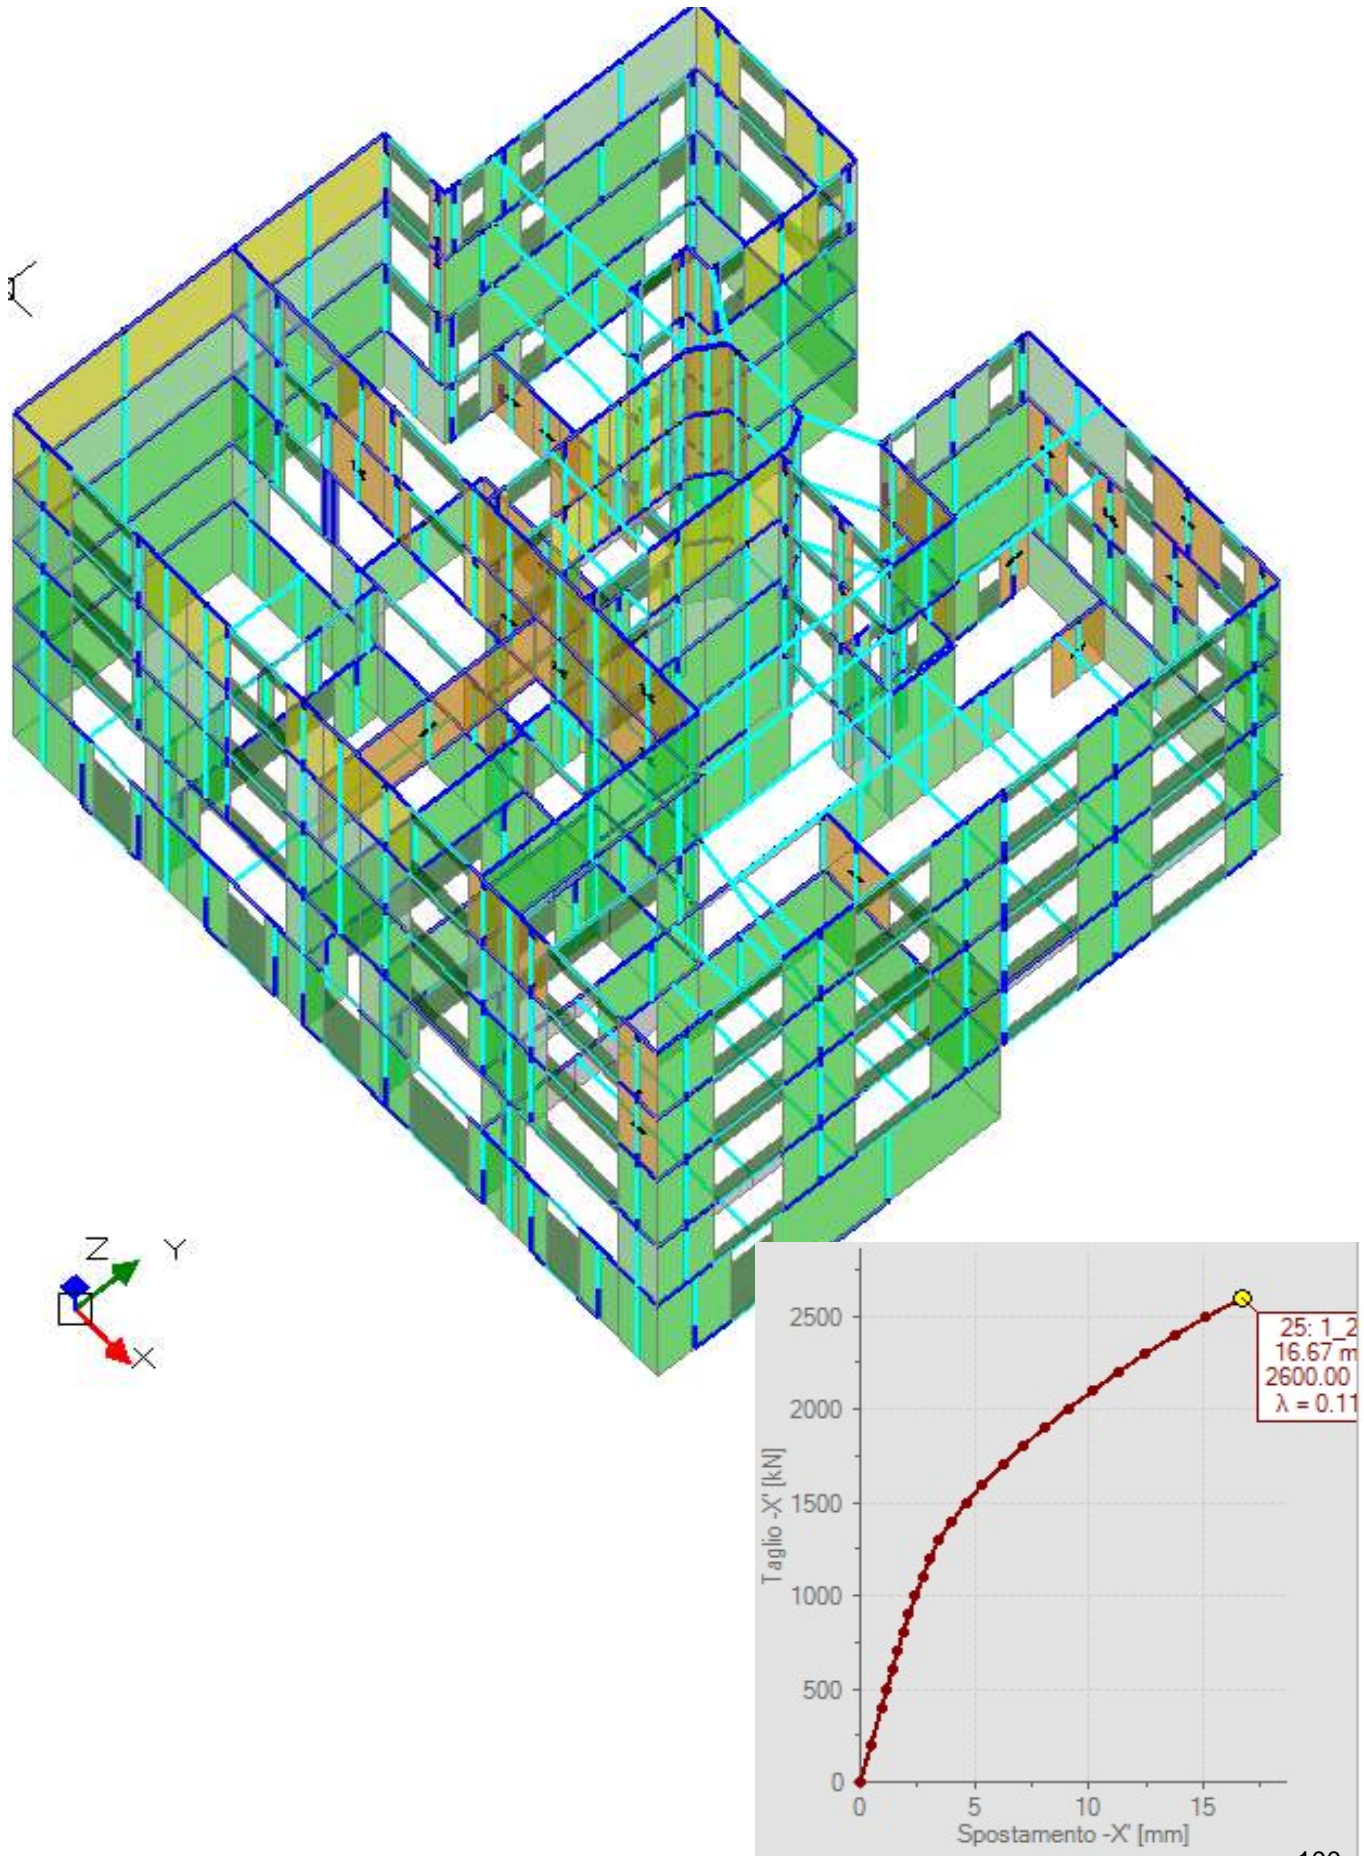 Z
Y
X
2500
2000
1500
1000
500
0
Taglio -X' [kN]
25: 1_2
16.67 m
2600.00
λ = 0.11
0
5
10
15
Spostamento -X' [mm]